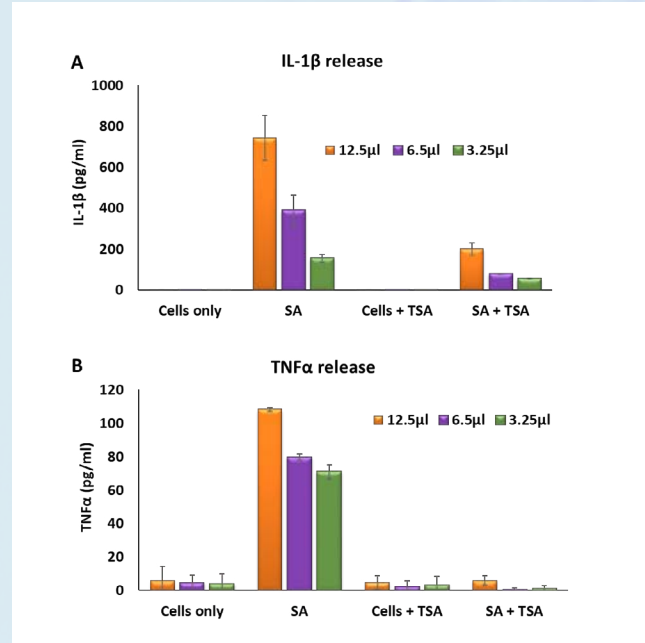 A
IL-1β release
1000
800
600
400
200
0
IL-1β (pg/ml)
12.5µl 6.5µl 3.25µl
Cells only SA Cells + TSA SA + TSA
B
TNFα release
120
100
80
60
40
20
0
TNFα (pg/ml)
12.5µl 6.5µl 3.25µl
Cells only SA Cells + TSA SA + TSA